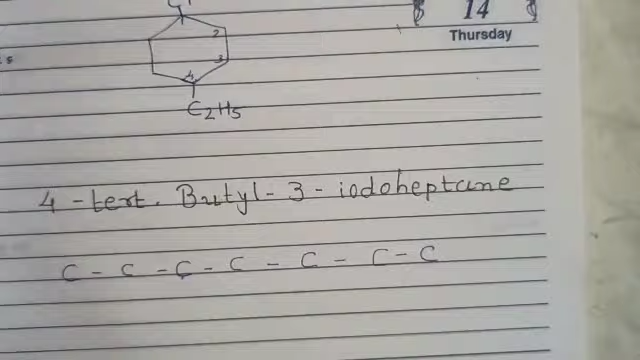 14
Thursday
2
3
4
C2H5
4 - tert. Butyl - 3 - iodoheptane
C - C - C - C - C - C - C